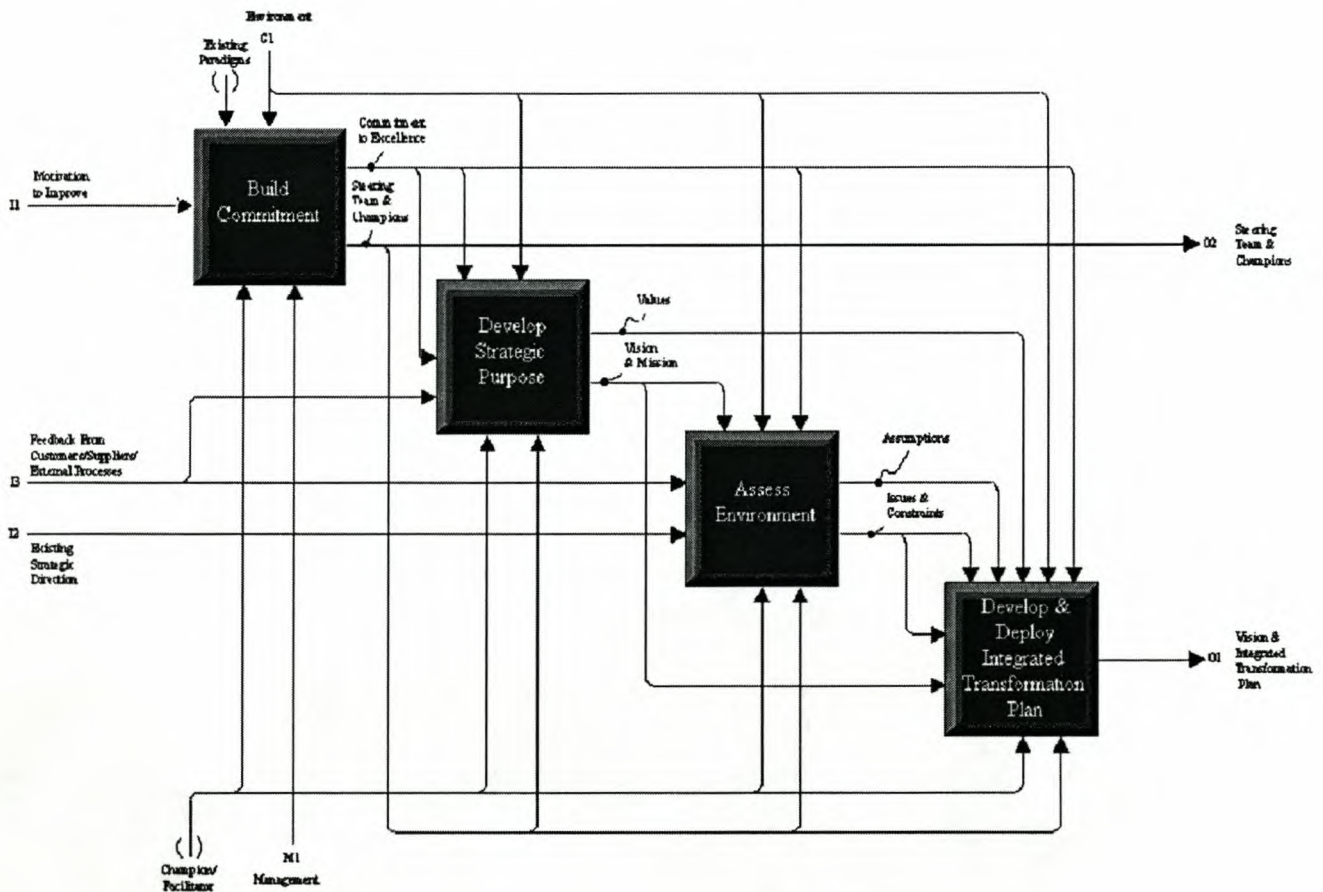 Environment
C1
Existing
Paradigms
Commitment
to Excellence
Motivation
to Improve
I1
Build
Commitment
Steering
Team &
Champions
O2
Steering
Team &
Champions
Develop
Strategic
Purpose
Values
Vision
& Mission
Feedback From
Customers/Suppliers/
External Processes
I3
Assess
Environment
Assumptions
Issues &
Constraints
I2
Existing
Strategic
Direction
Develop &
Deploy
Integrated
Transformation
Plan
O1
Vision &
Integrated
Transformation
Plan
Champion/
Facilitator
M1
Management